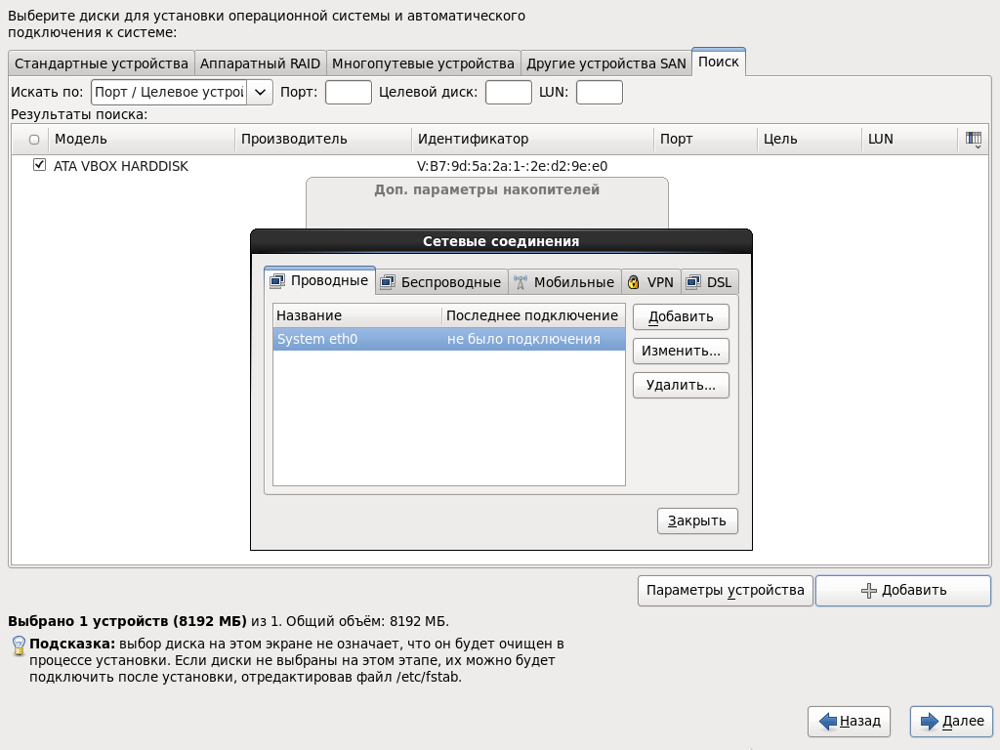 Выберите диски для установки операционной системы и автоматического
подключения к системе:
Стандартные устройства
Аппаратный RAID
Многопутевые устройства
Другие устройства SAN
Поиск
Искать по:
Порт / Целевое устрой
Порт:
Целевой диск:
LUN:
Результаты поиска:
Модель
Производитель
Идентификатор
Порт
Цель
LUN
ATA VBOX HARDDISK
V:B7:9d:5a:2a:1-:2e:d2:9e:e0
Доп. параметры накопителей
Сетевые соединения
Проводные
Беспроводные
Мобильные
VPN
DSL
Название
Последнее подключение
System eth0
не было подключения
Добавить
Изменить...
Удалить...
Закрыть
Параметры устройства
Добавить
Выбрано 1 устройств (8192 МБ) из 1. Общий объём: 8192 МБ.
Подсказка: выбор диска на этом экране не означает, что он будет очищен в
процессе установки. Если диски не выбраны на этом этапе, их можно будет
подключить после установки, отредактировав файл /etc/fstab.
Назад
Далее